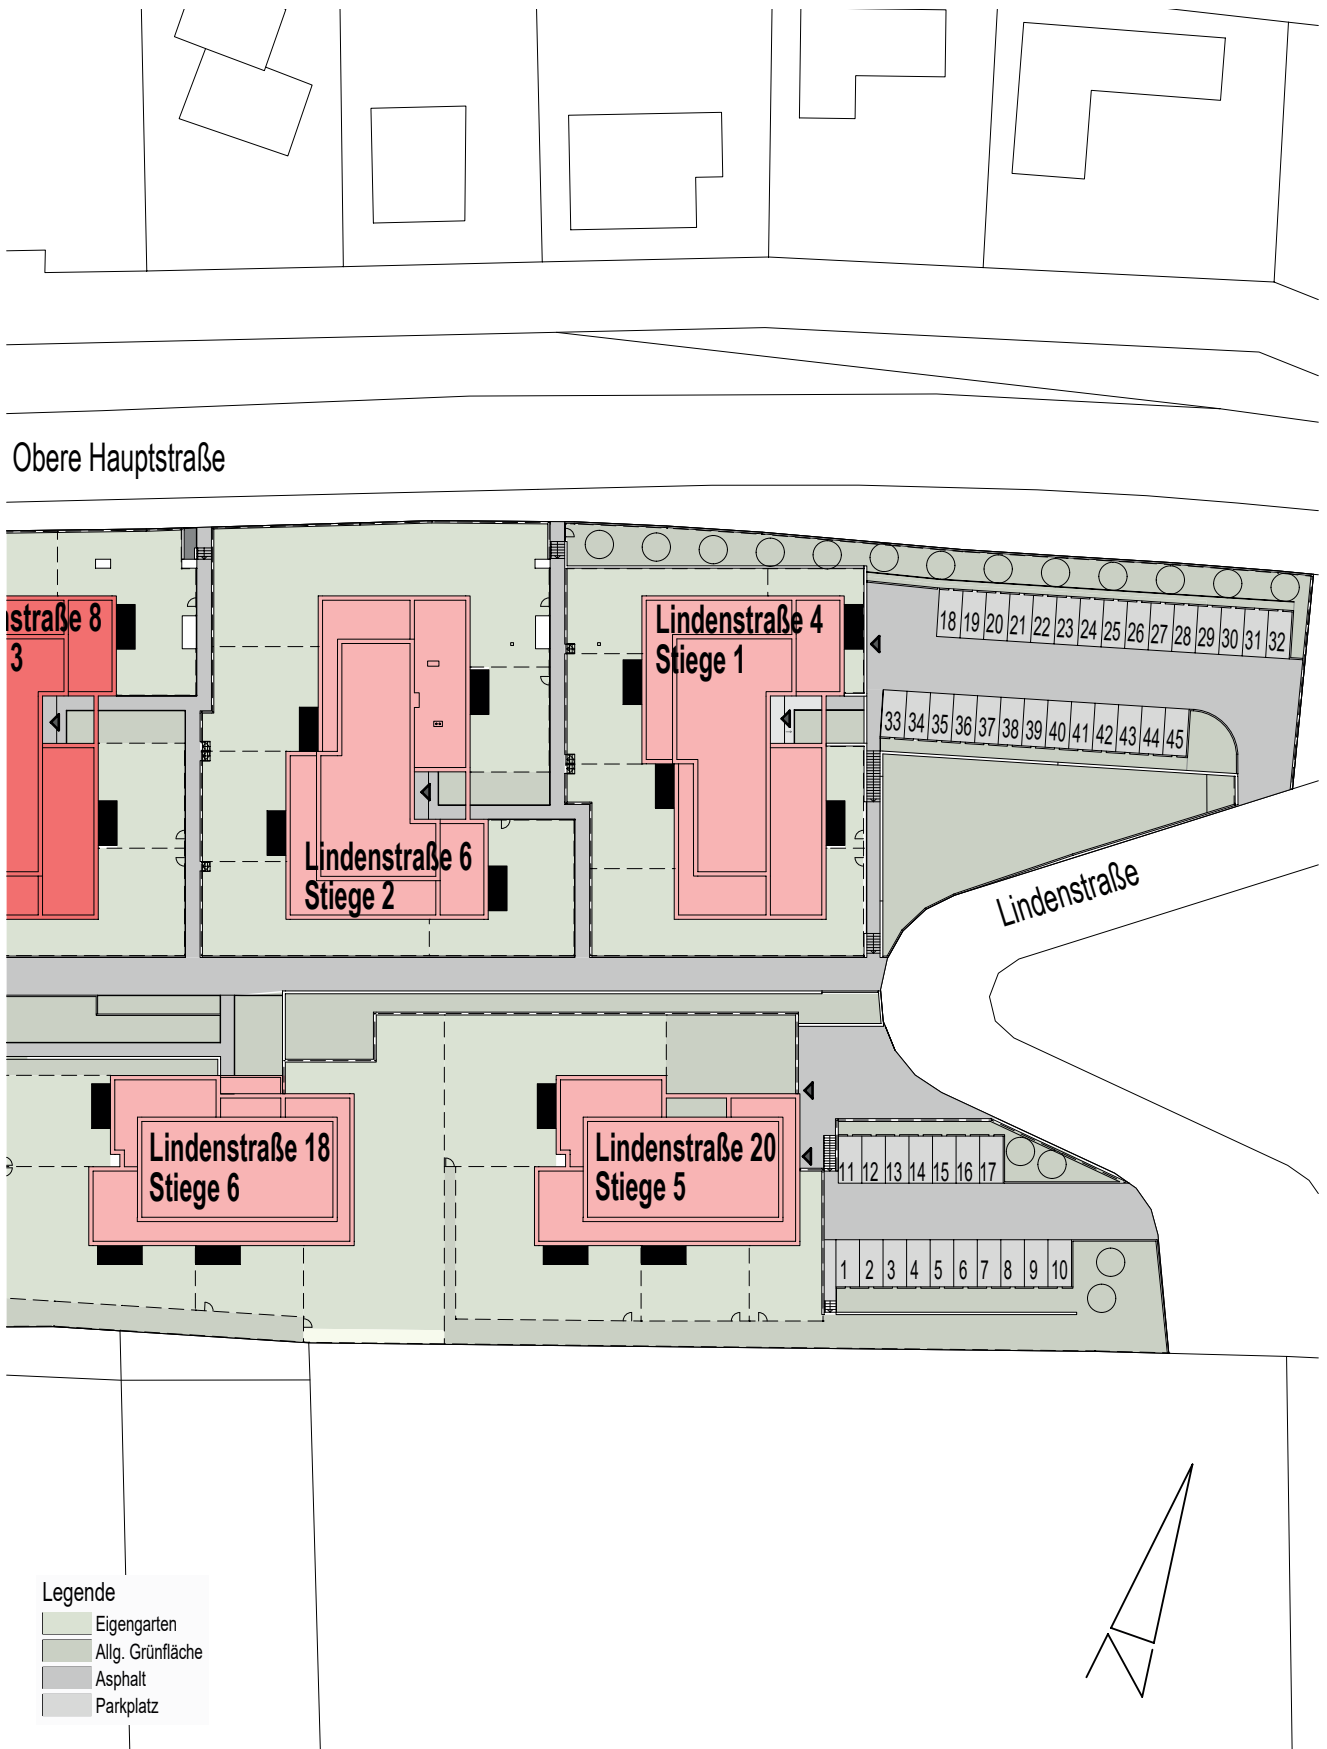 Obere Hauptstraße
straße 8
3
Lindenstraße 4
Stiege 1
18 19 20 21 22 23 24 25 26 27 28 29 30 31 32
33 34 35 36 37 38 39 40 41 42 43 44 45
Lindenstraße 6
Stiege 2
Lindenstraße
Lindenstraße 18
Stiege 6
Lindenstraße 20
Stiege 5
11 12 13 14 15 16 17
1 2 3 4 5 6 7 8 9 10
Legende
Eigengarten
Allg. Grünfläche
Asphalt
Parkplatz